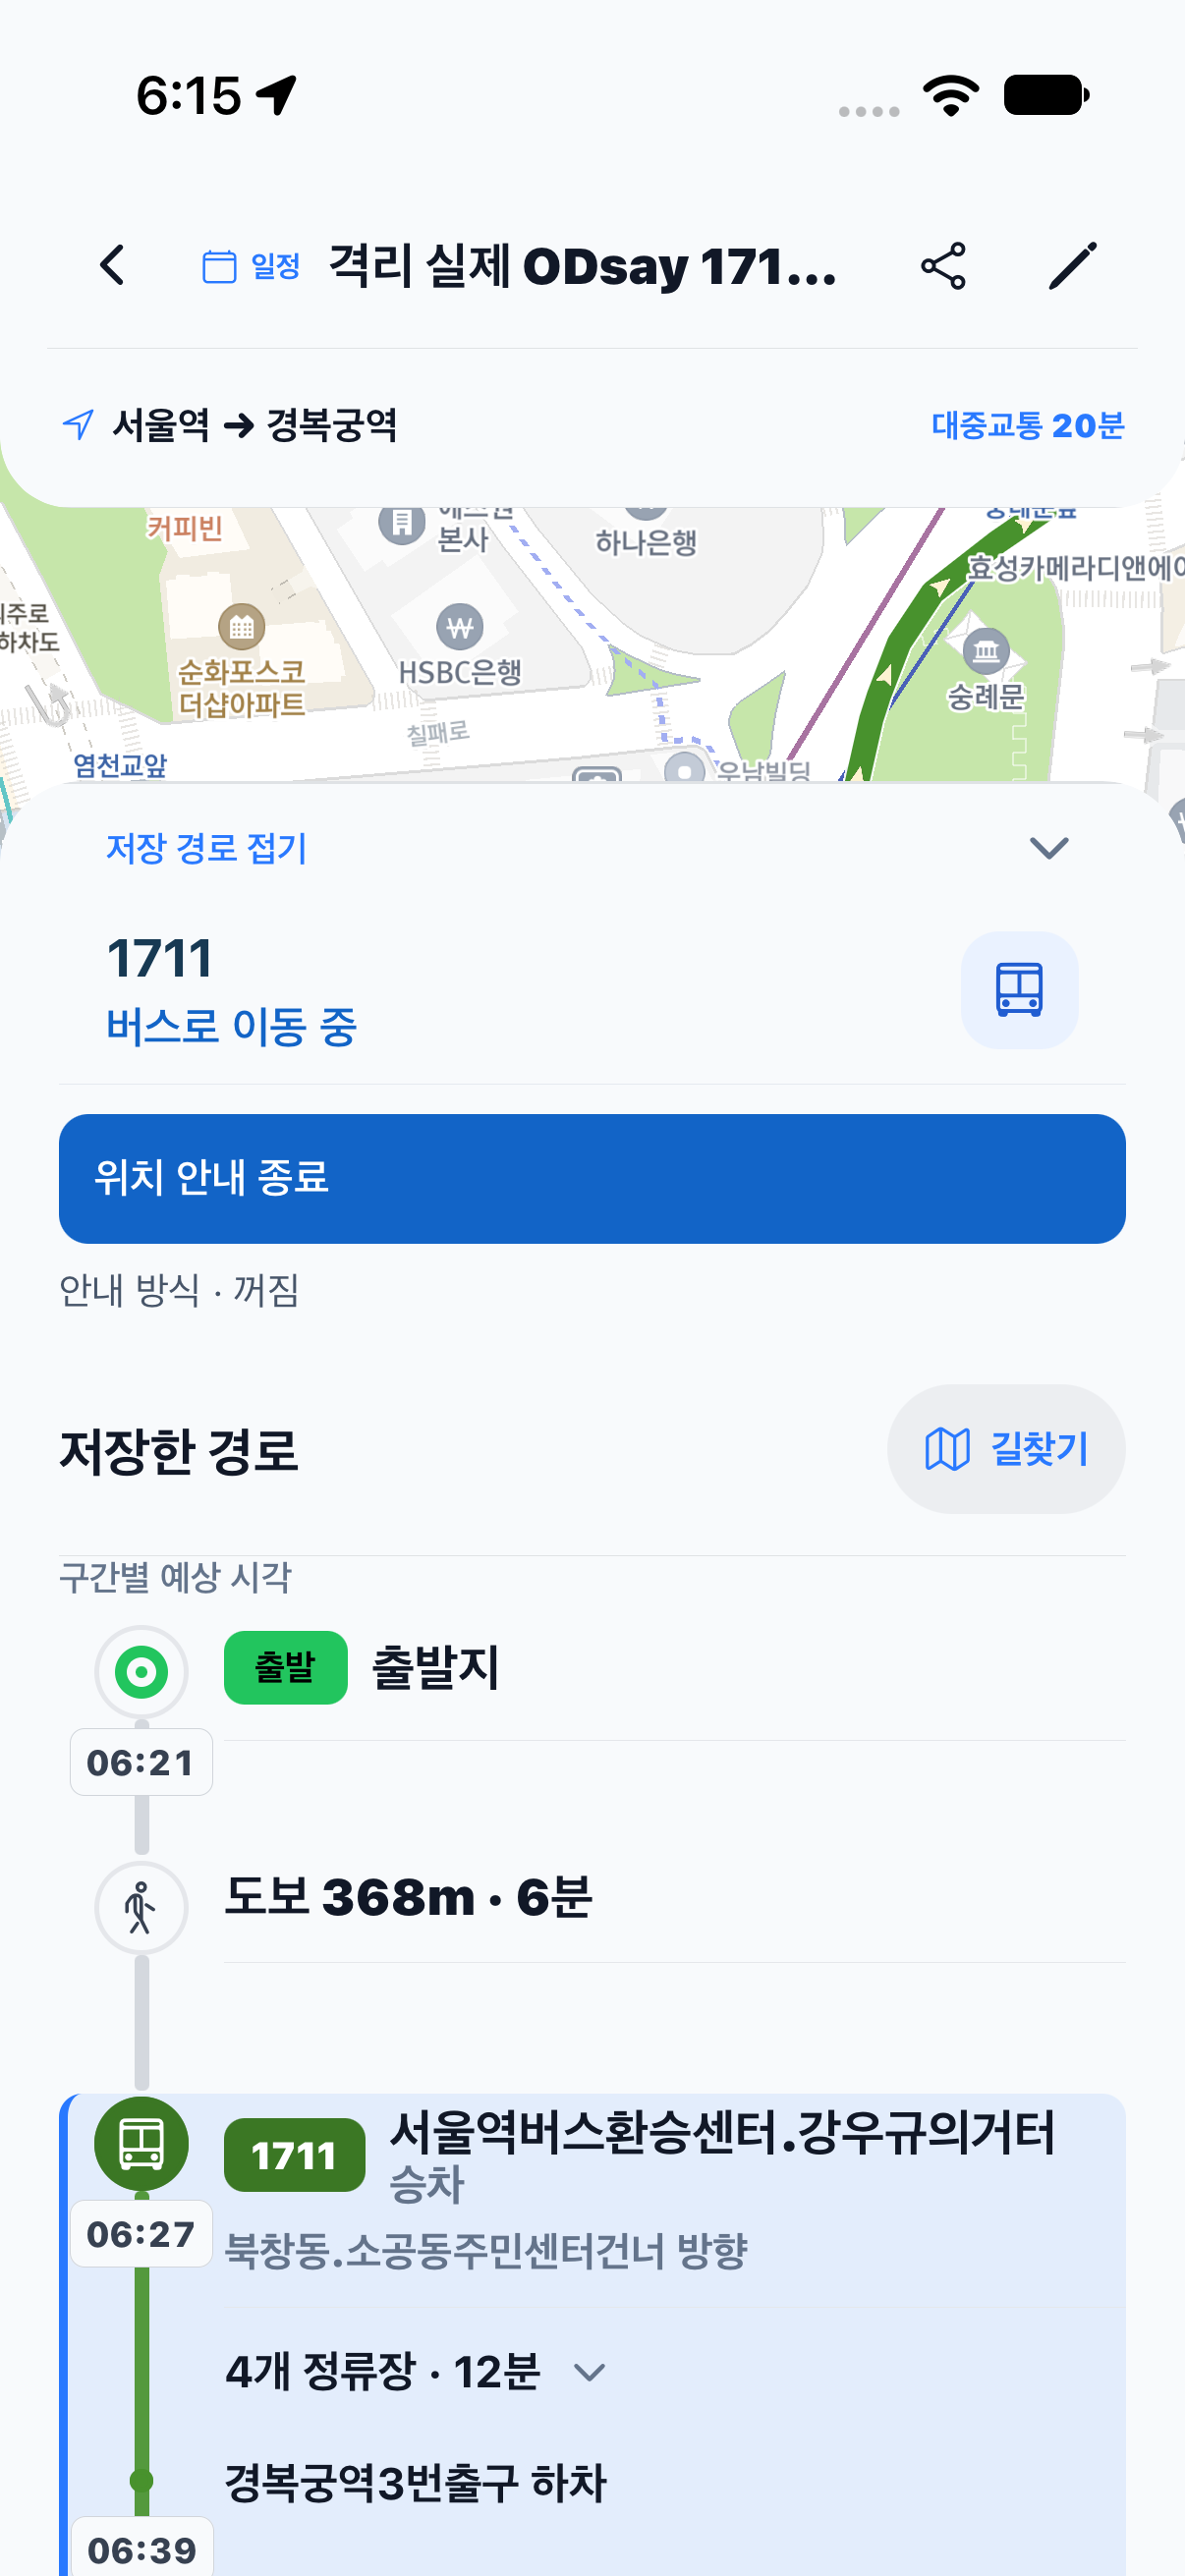 6:15
일정 격리 실제 ODsay 171...
서울역 → 경복궁역
대중교통 20분
커피빈
본사
하나은행
효성카메라디앤에이
하차도
순화포스코
더샵아파트
HSBC은행
숭례문
칠패로
염천교앞
우남빌딩
저장 경로 접기
1711
버스로 이동 중
위치 안내 종료
안내 방식 · 꺼짐
저장한 경로
길찾기
구간별 예상 시각
출발 출발지
06:21
도보 368m · 6분
1711 서울역버스환승센터.강우규의거터
승차
06:27
북창동.소공동주민센터건너 방향
4개 정류장 · 12분
경복궁역3번출구 하차
06:39